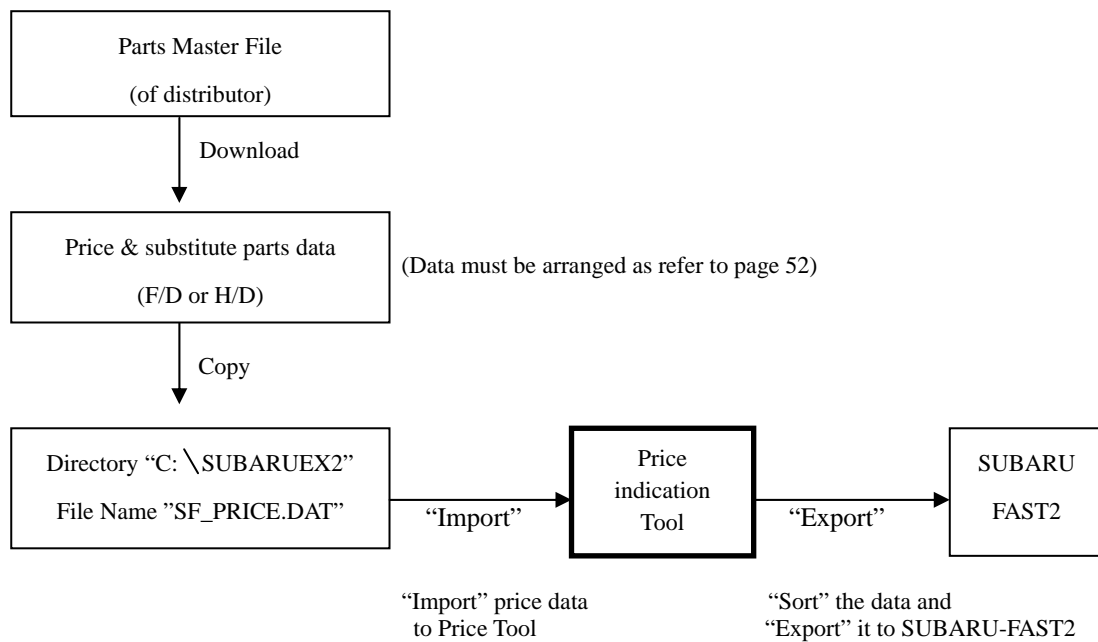 Parts Master File
(of distributor)
Download
Price & substitute parts data
(F/D or H/D)
(Data must be arranged as refer to page 52)
Copy
Directory “C: \SUBARUEX2”
File Name ”SF_PRICE.DAT”
“Import”
Price
indication
Tool
“Export”
SUBARU
FAST2
“Import” price data
to Price Tool
“Sort” the data and
“Export” it to SUBARU-FAST2